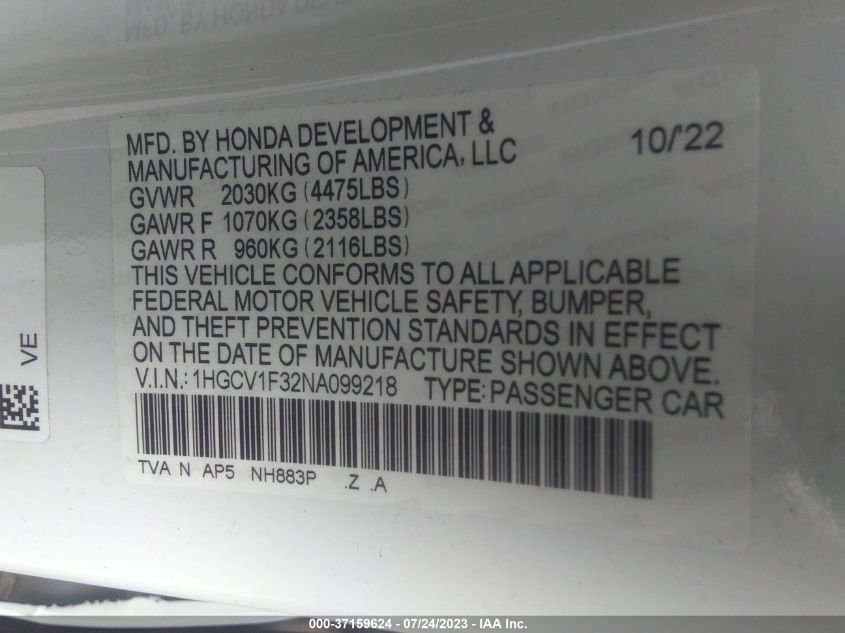 MFD. BY HONDA DEVELOPMENT & MANUFACTURING OF AMERICA, LLC 10/'22
GVWR 2030KG (4475LBS)
GAWR F 1070KG (2358LBS)
GAWR R 960KG (2116LBS)
THIS VEHICLE CONFORMS TO ALL APPLICABLE
FEDERAL MOTOR VEHICLE SAFETY, BUMPER,
AND THEFT PREVENTION STANDARDS IN EFFECT
ON THE DATE OF MANUFACTURE SHOWN ABOVE.
V.I.N.: 1HGCV1F32NA099218 TYPE: PASSENGER CAR
TVA N AP5 NH883P .Z .A
VE
000-37159624 - 07/24/2023 - IAA Inc.